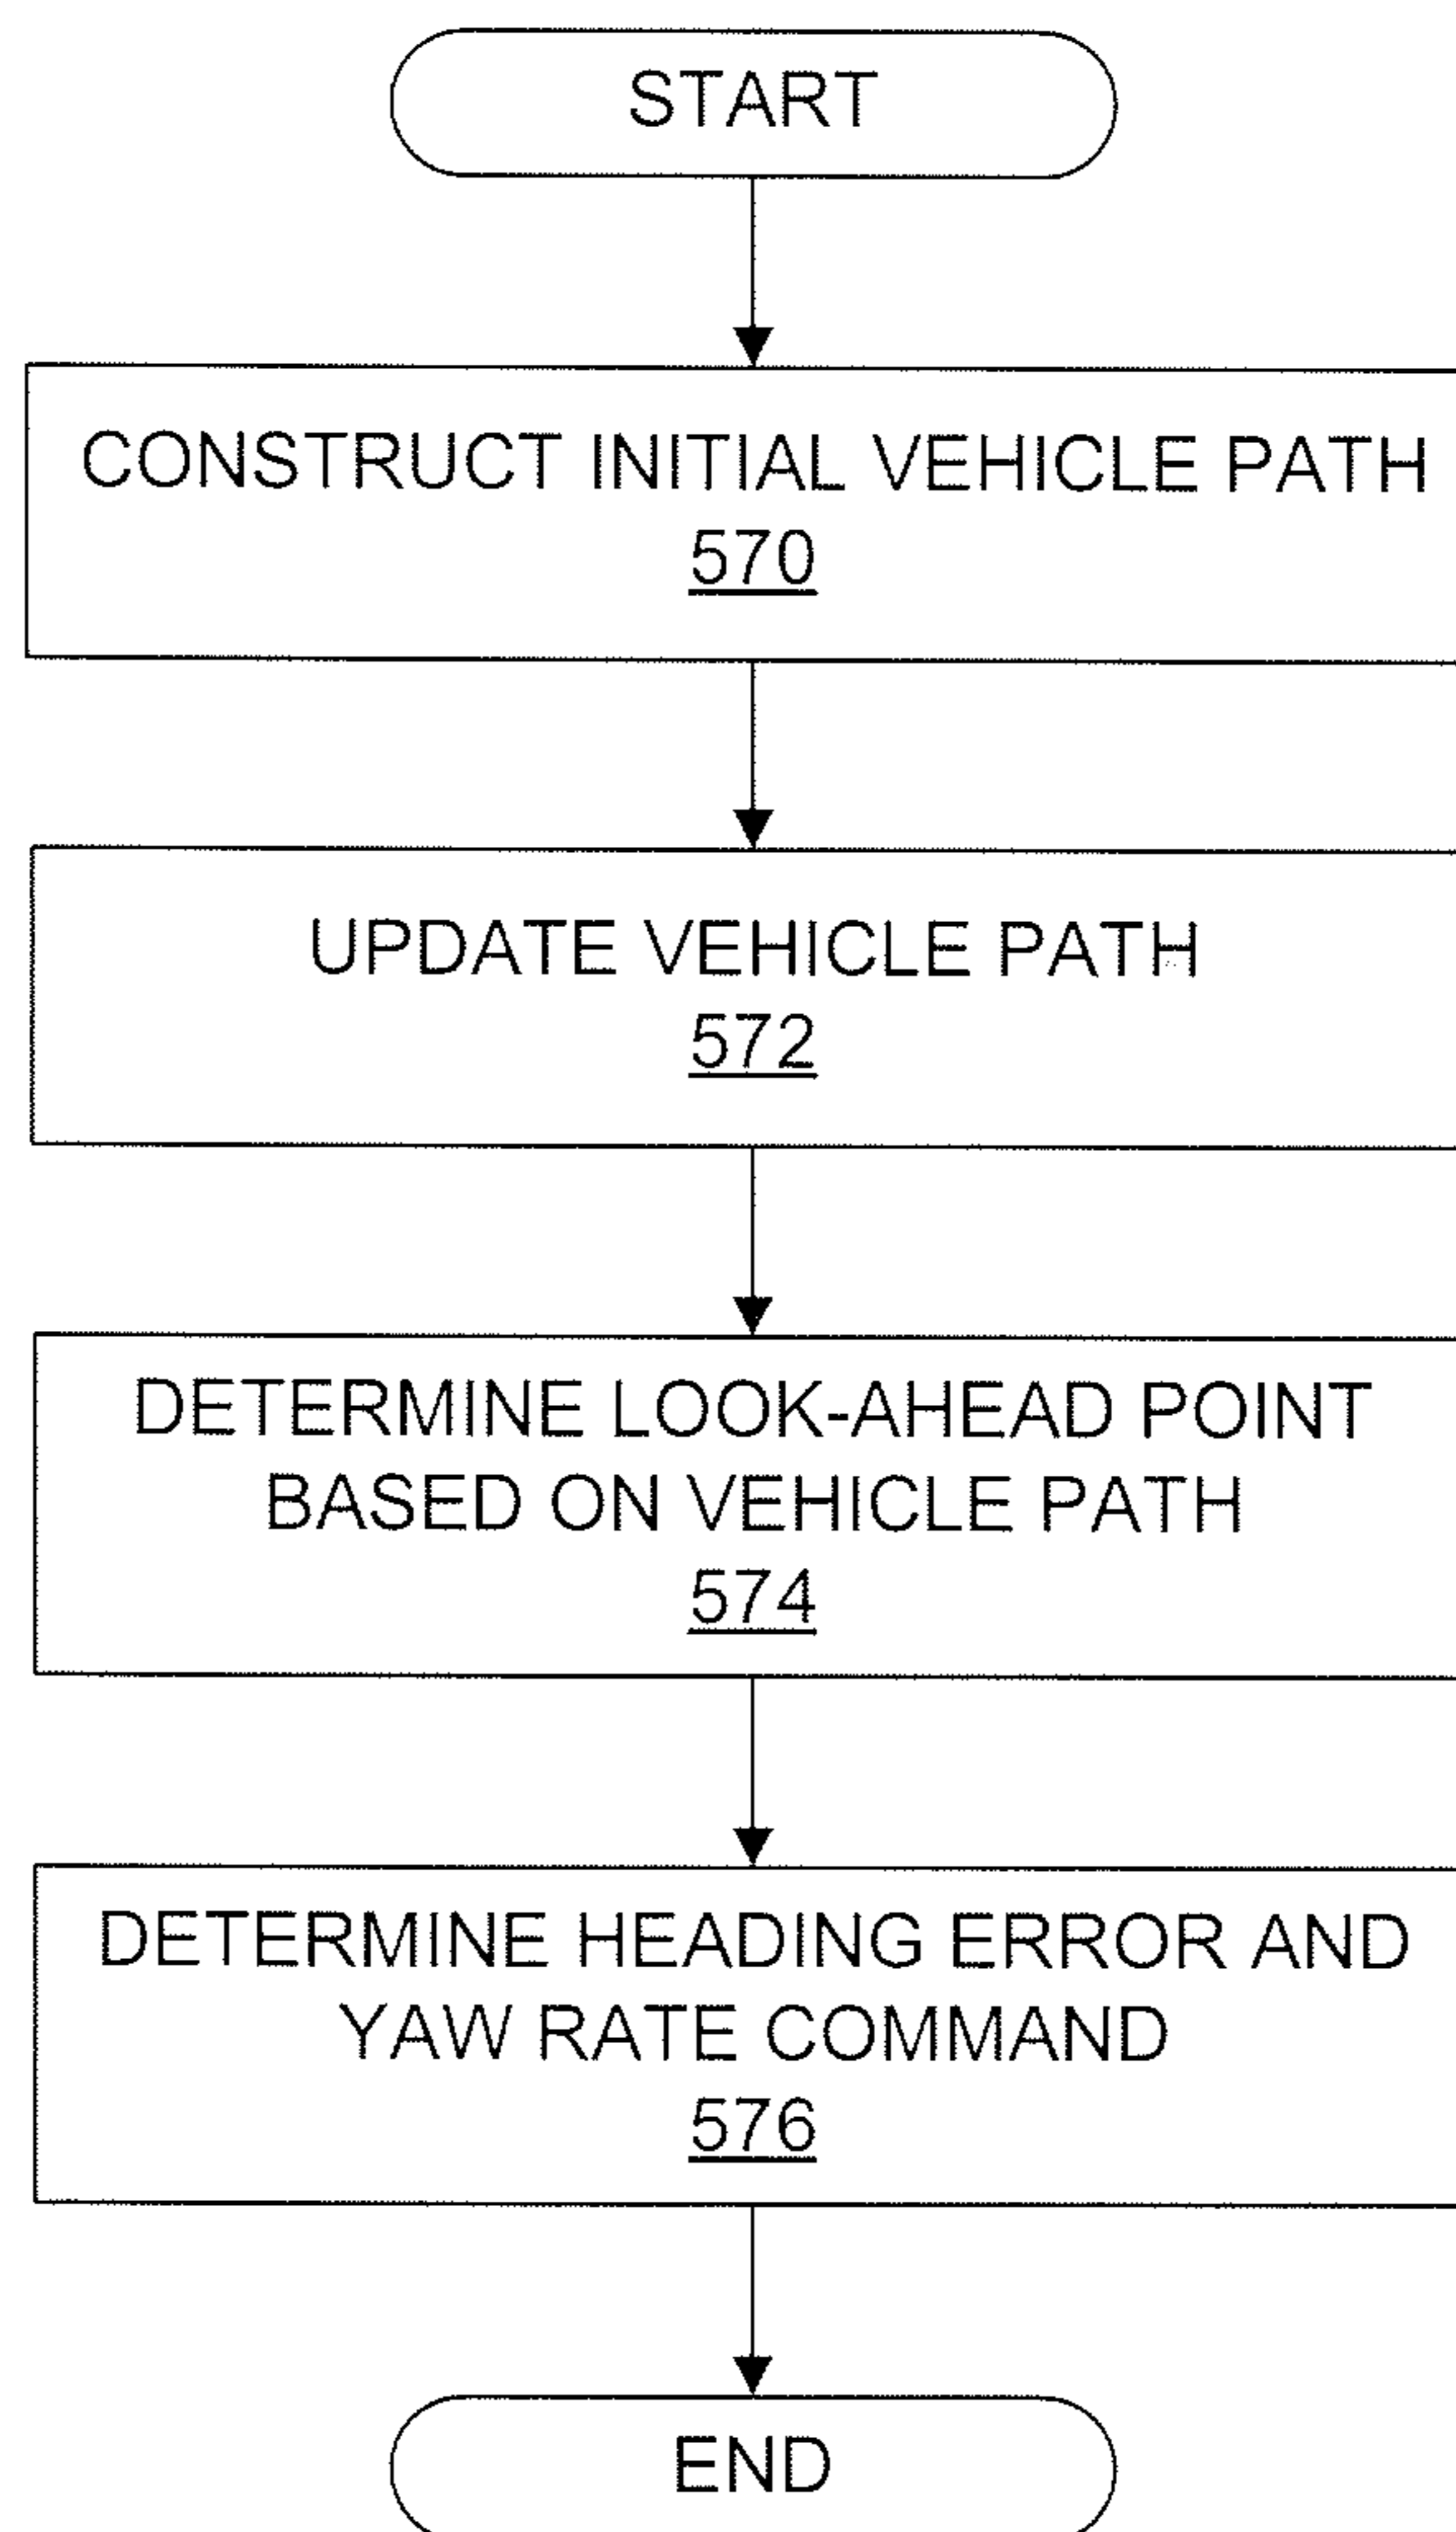 START
CONSTRUCT INITIAL VEHICLE PATH
570
UPDATE VEHICLE PATH
572
DETERMINE LOOK-AHEAD POINT
BASED ON VEHICLE PATH
574
DETERMINE HEADING ERROR AND
YAW RATE COMMAND
576
END